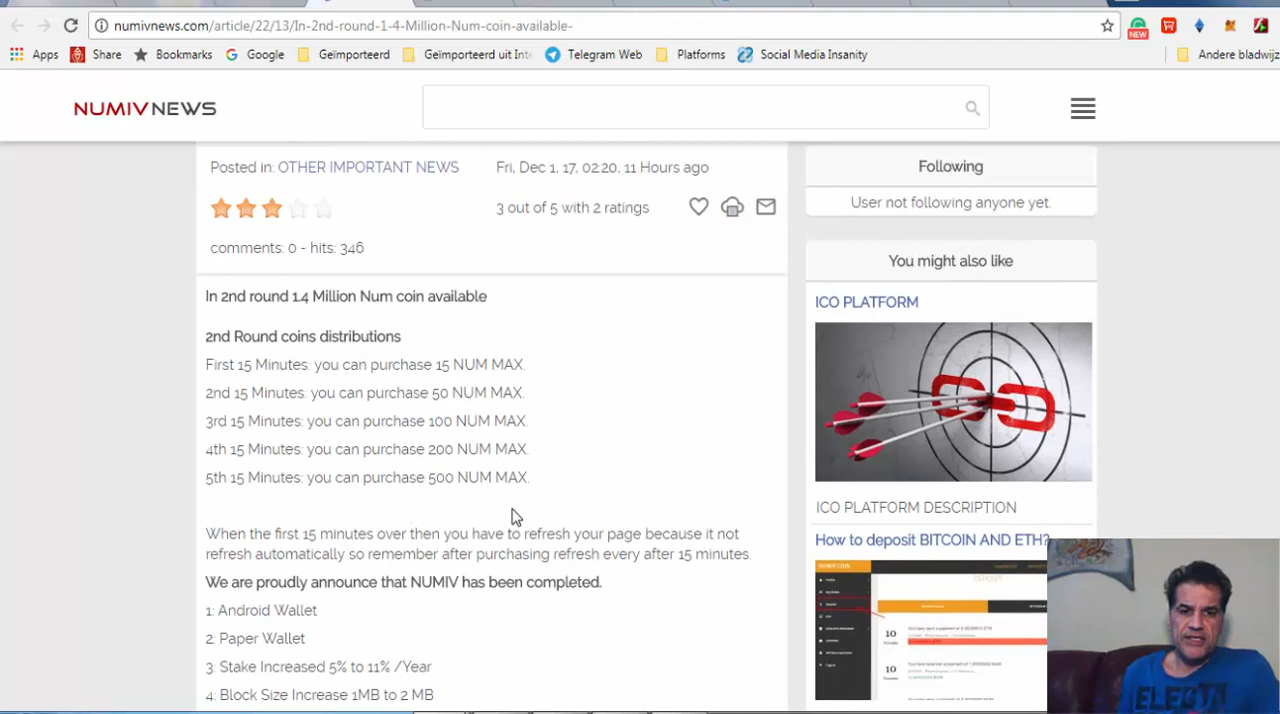 numivnews.com/article/22/13/In-2nd-round-1-4-Million-Num-coin-available-
NEW
Apps Share Bookmarks Google Geïmporteerd Geïmporteerd uit Inte Telegram Web Platforms Social Media Insanity Andere bladwijz
NUMIVNEWS
Posted in: OTHER IMPORTANT NEWS Fri, Dec 1, 17, 02:20, 11 Hours ago
3 out of 5 with 2 ratings
comments: 0 - hits: 346
In 2nd round 1.4 Million Num coin available
2nd Round coins distributions
First 15 Minutes: you can purchase 15 NUM MAX.
2nd 15 Minutes: you can purchase 50 NUM MAX.
3rd 15 Minutes: you can purchase 100 NUM MAX.
4th 15 Minutes: you can purchase 200 NUM MAX.
5th 15 Minutes: you can purchase 500 NUM MAX.
When the first 15 minutes over then you have to refresh your page because it not
refresh automatically so remember after purchasing refresh every after 15 minutes.
We are proudly announce that NUMIV has been completed.
1: Android Wallet
2: Paper Wallet
3: Stake Increased 5% to 11% /Year
4: Block Size Increase 1MB to 2 MB
Following
User not following anyone yet.
You might also like
ICO PLATFORM
ICO PLATFORM DESCRIPTION
How to deposit BITCOIN AND ETH?
NUMIV COIN
10
10